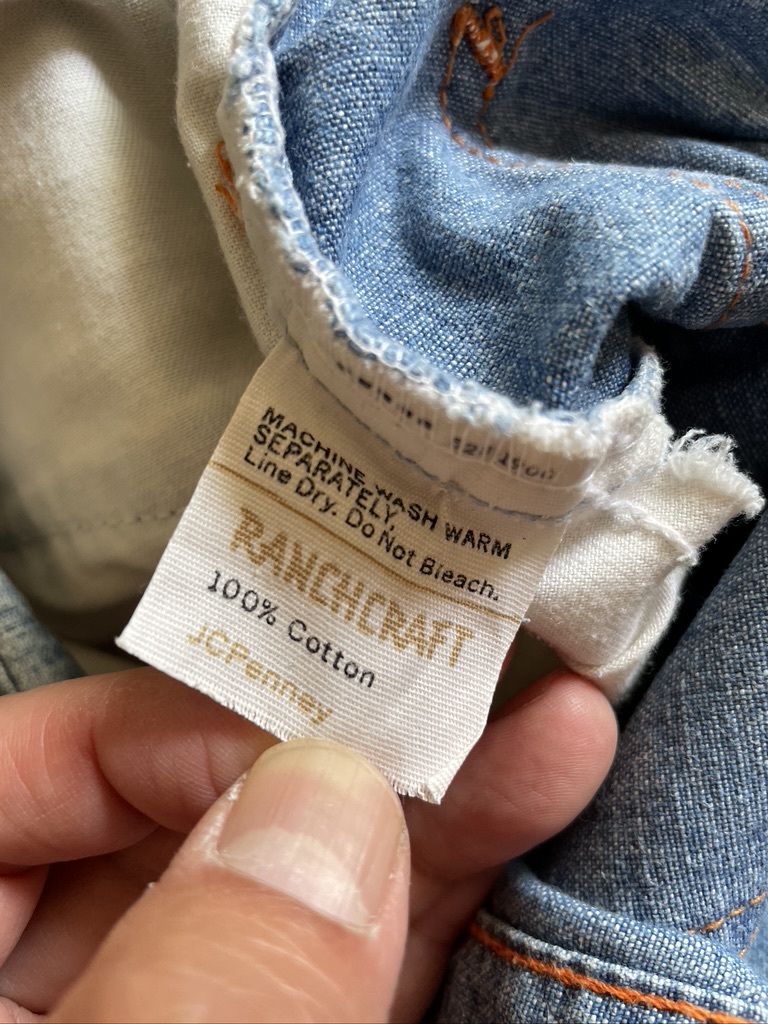 MACHINE WASH WARM
SEPARATELY.
Line Dry. Do Not Bleach.
RANCHCRAFT
100% Cotton
JCPenney